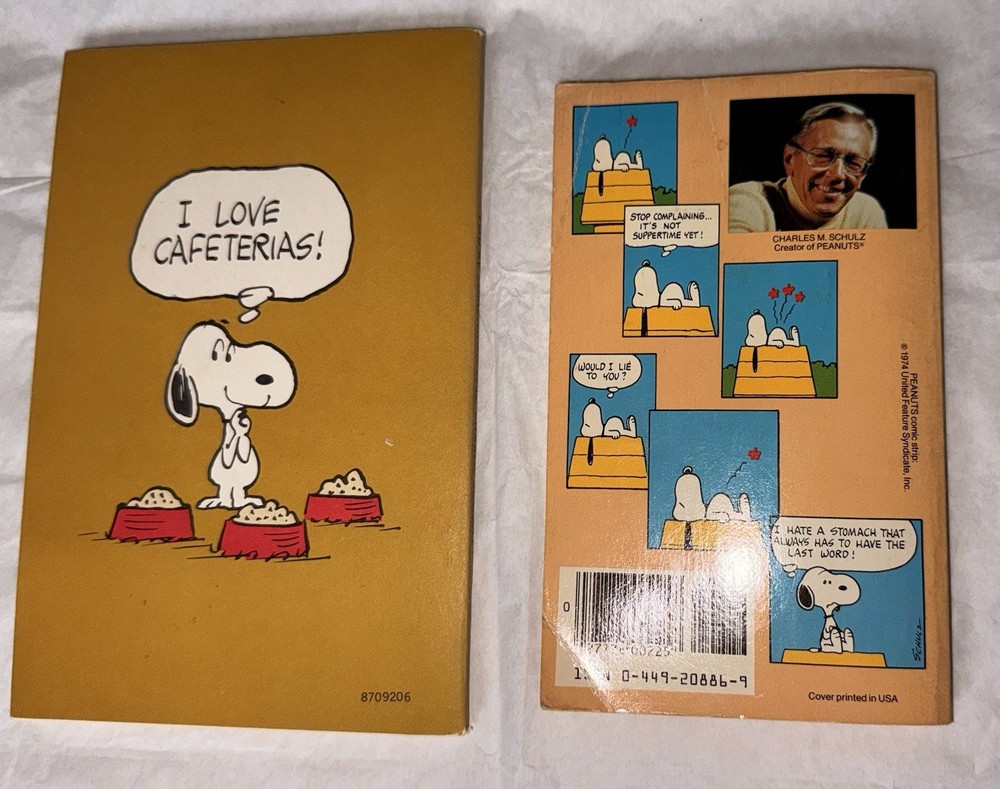 I LOVE
CAFETERIAS!
8709206
CHARLES M. SCHULZ
Creator of PEANUTS®
STOP COMPLAINING...
IT'S NOT
SUPPERTIME YET!
WOULD I LIE
TO YOU?
I HATE A STOMACH THAT
ALWAYS HAS TO HAVE THE
LAST WORD!
SCHULZ
PEANUTS comic strip:
© 1974 United Feature Syndicate, Inc.
0
0-449-20886-9
Cover printed in USA